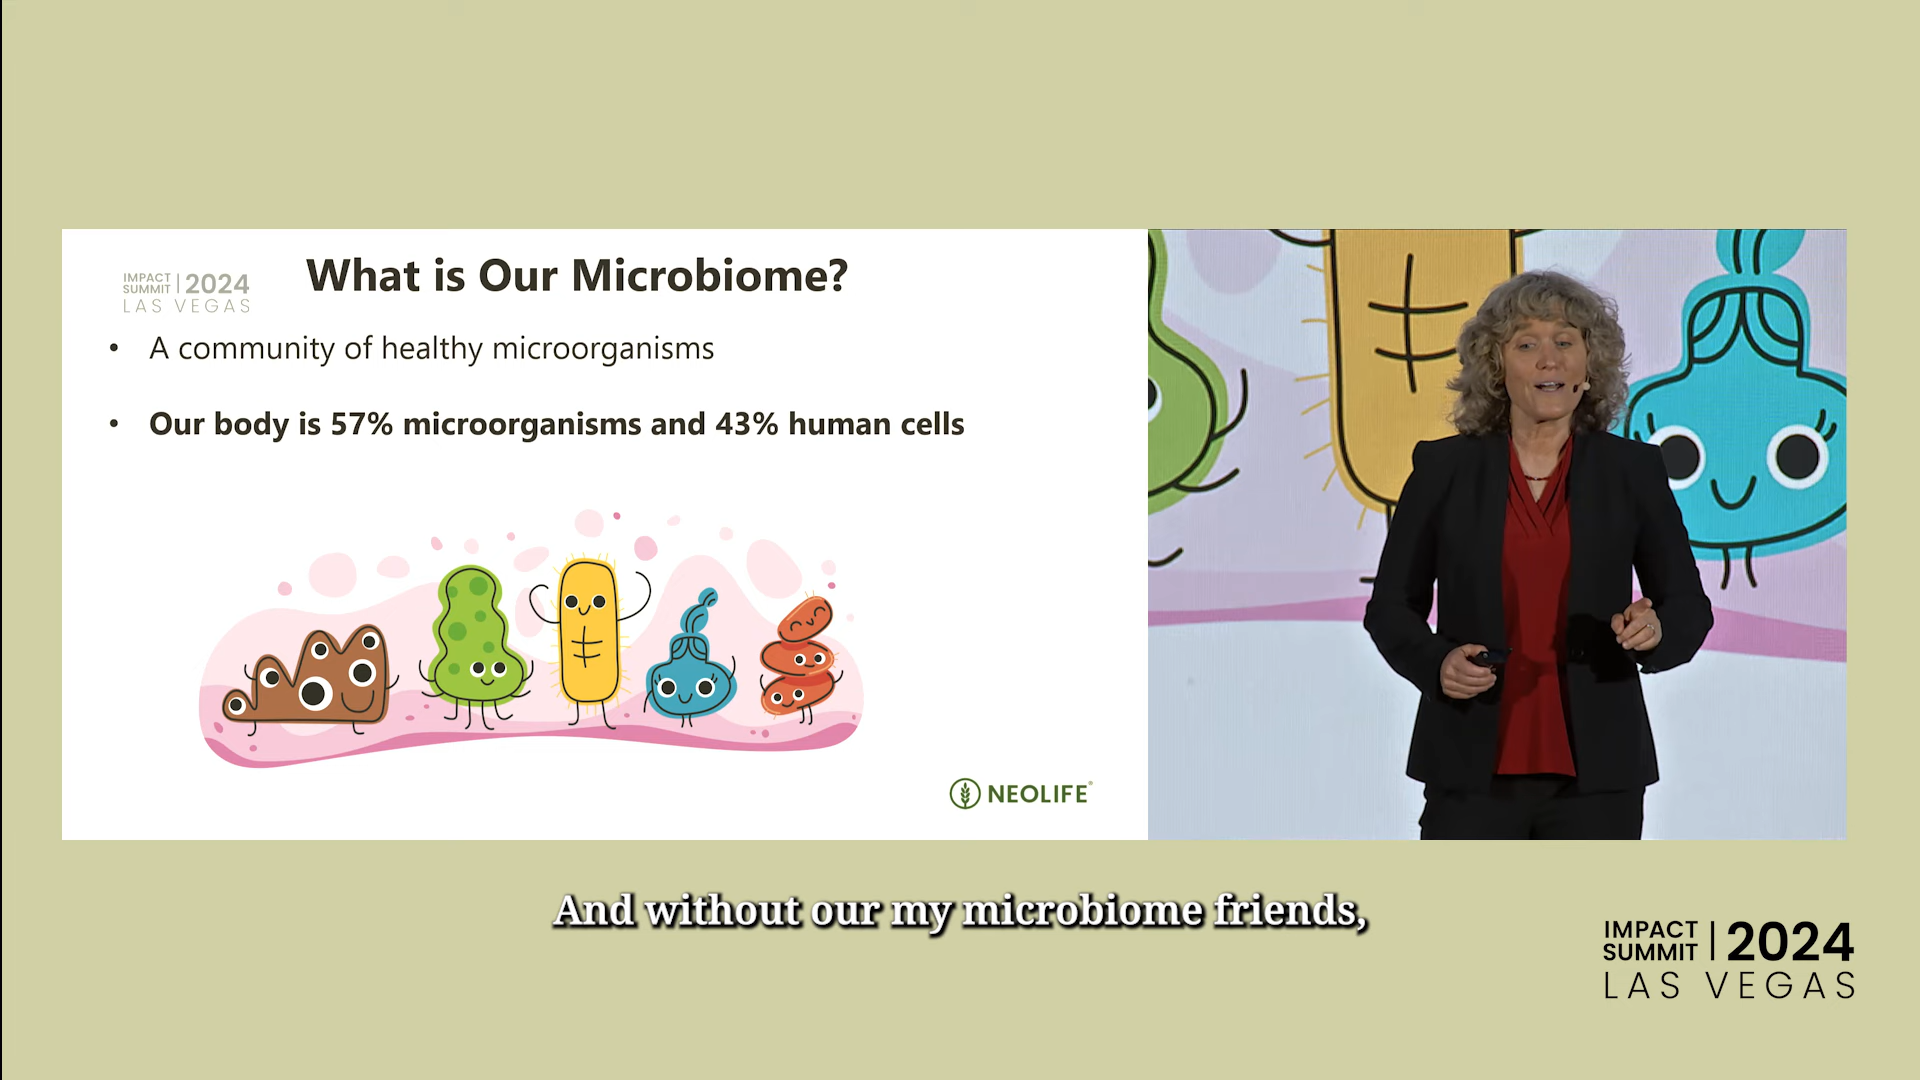 IMPACT
SUMMIT | 2024
LAS VEGAS
What is Our Microbiome?
• A community of healthy microorganisms
• Our body is 57% microorganisms and 43% human cells
NEOLIFE®
And without our my microbiome friends,
IMPACT
SUMMIT | 2024
LAS VEGAS